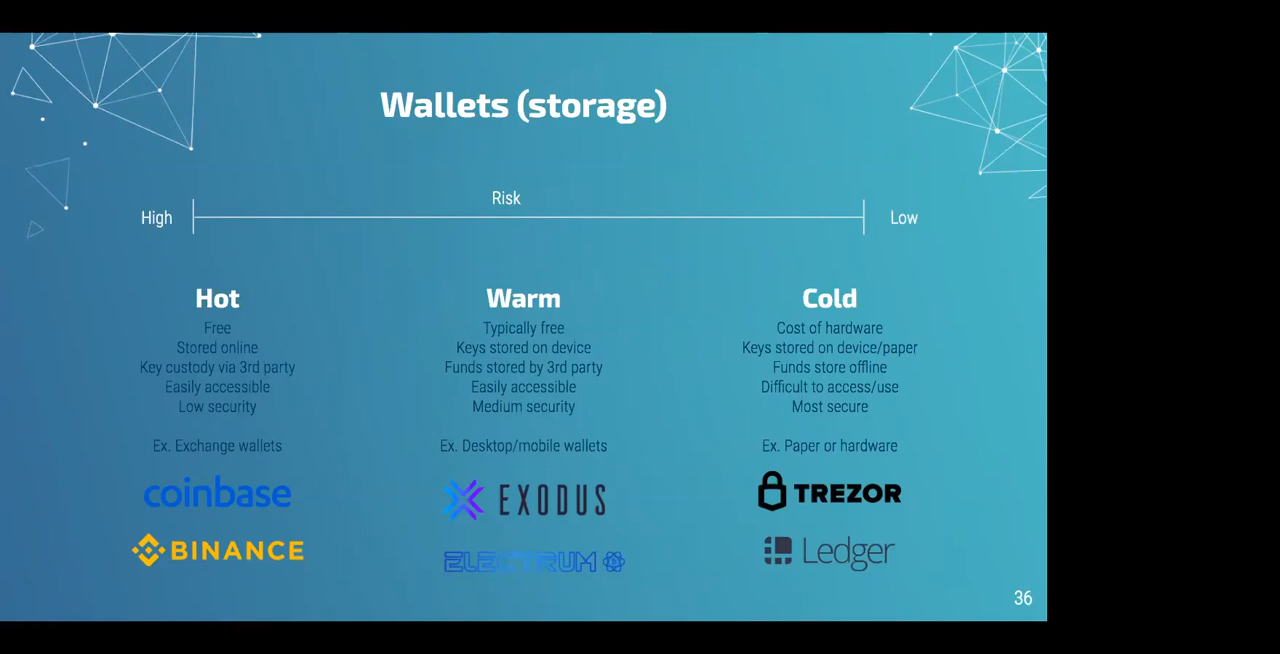 Wallets (storage)
Risk
High
Low
Hot
Free
Stored online
Key custody via 3rd party
Easily accessible
Low security
Ex. Exchange wallets
coinbase
BINANCE
Warm
Typically free
Keys stored on device
Funds stored by 3rd party
Easily accessible
Medium security
Ex. Desktop/mobile wallets
EXODUS
ELECTRUM
Cold
Cost of hardware
Keys stored on device/paper
Funds store offline
Difficult to access/use
Most secure
Ex. Paper or hardware
TREZOR
Ledger
36